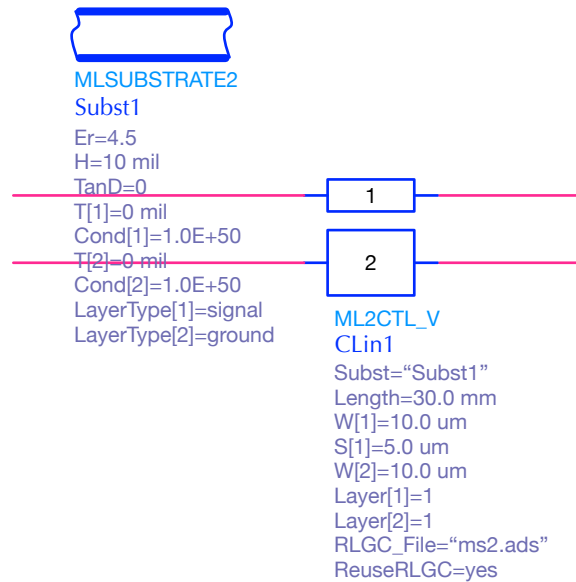 MLSUBSTRATE2
Subst1
Er=4.5
H=10 mil
TanD=0
T[1]=0 mil
Cond[1]=1.0E+50
T[2]=0 mil
Cond[2]=1.0E+50
LayerType[1]=signal
LayerType[2]=ground
1
2
ML2CTL_V
CLin1
Subst=“Subst1”
Length=30.0 mm
W[1]=10.0 um
S[1]=5.0 um
W[2]=10.0 um
Layer[1]=1
Layer[2]=1
RLGC_File=“ms2.ads”
ReuseRLGC=yes